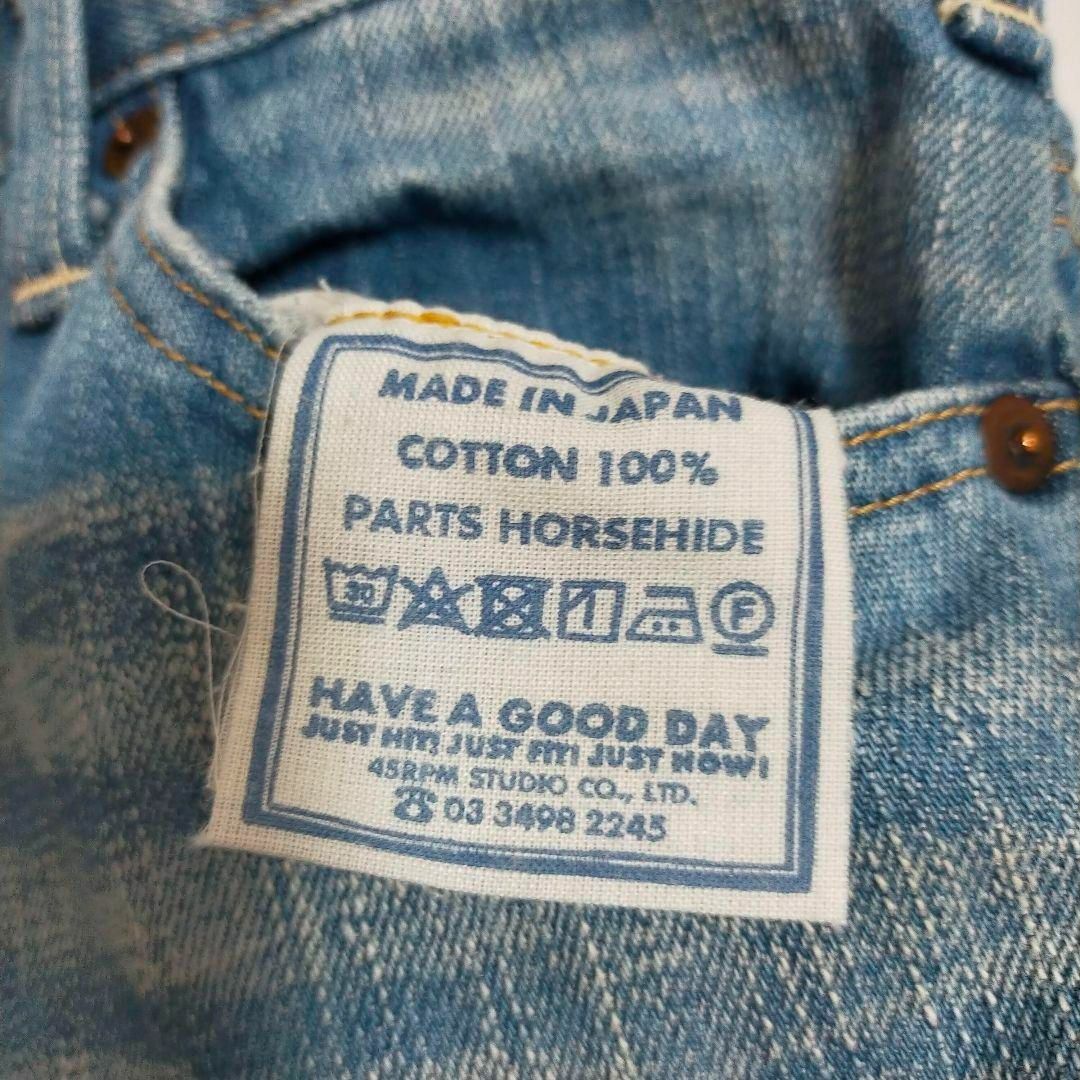 MADE IN JAPAN
COTTON 100%
PARTS HORSEHIDE
30 F
HAVE A GOOD DAY
JUST HIT! JUST FIT! JUST NOW!
45RPM STUDIO CO., LTD.
☎ 03 3498 2245